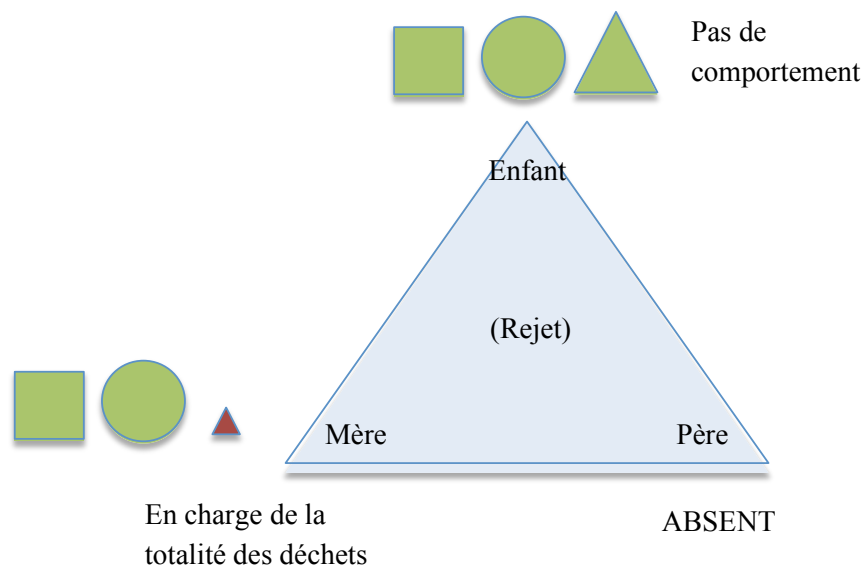 Pas de
comportement
Enfant
(Rejet)
Mère
Père
En charge de la
totalité des déchets
ABSENT